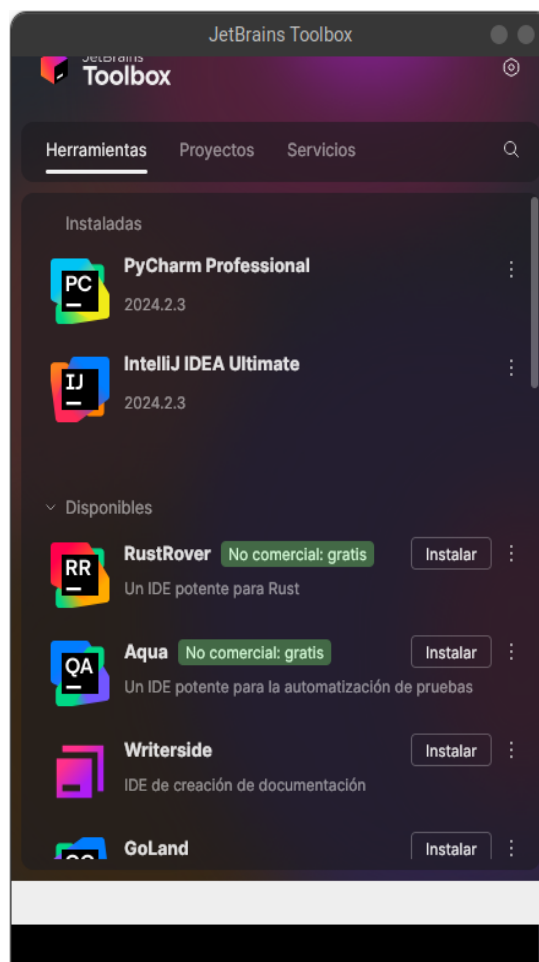 JetBrains Toolbox
JetBrains
Toolbox
Herramientas Proyectos Servicios
Instaladas
PC
PyCharm Professional
2024.2.3
IJ
IntelliJ IDEA Ultimate
2024.2.3
Disponibles
RR
RustRover No comercial: gratis Instalar
Un IDE potente para Rust
QA
Aqua No comercial: gratis Instalar
Un IDE potente para la automatización de pruebas
Writerside Instalar
IDE de creación de documentación
GoLand Instalar